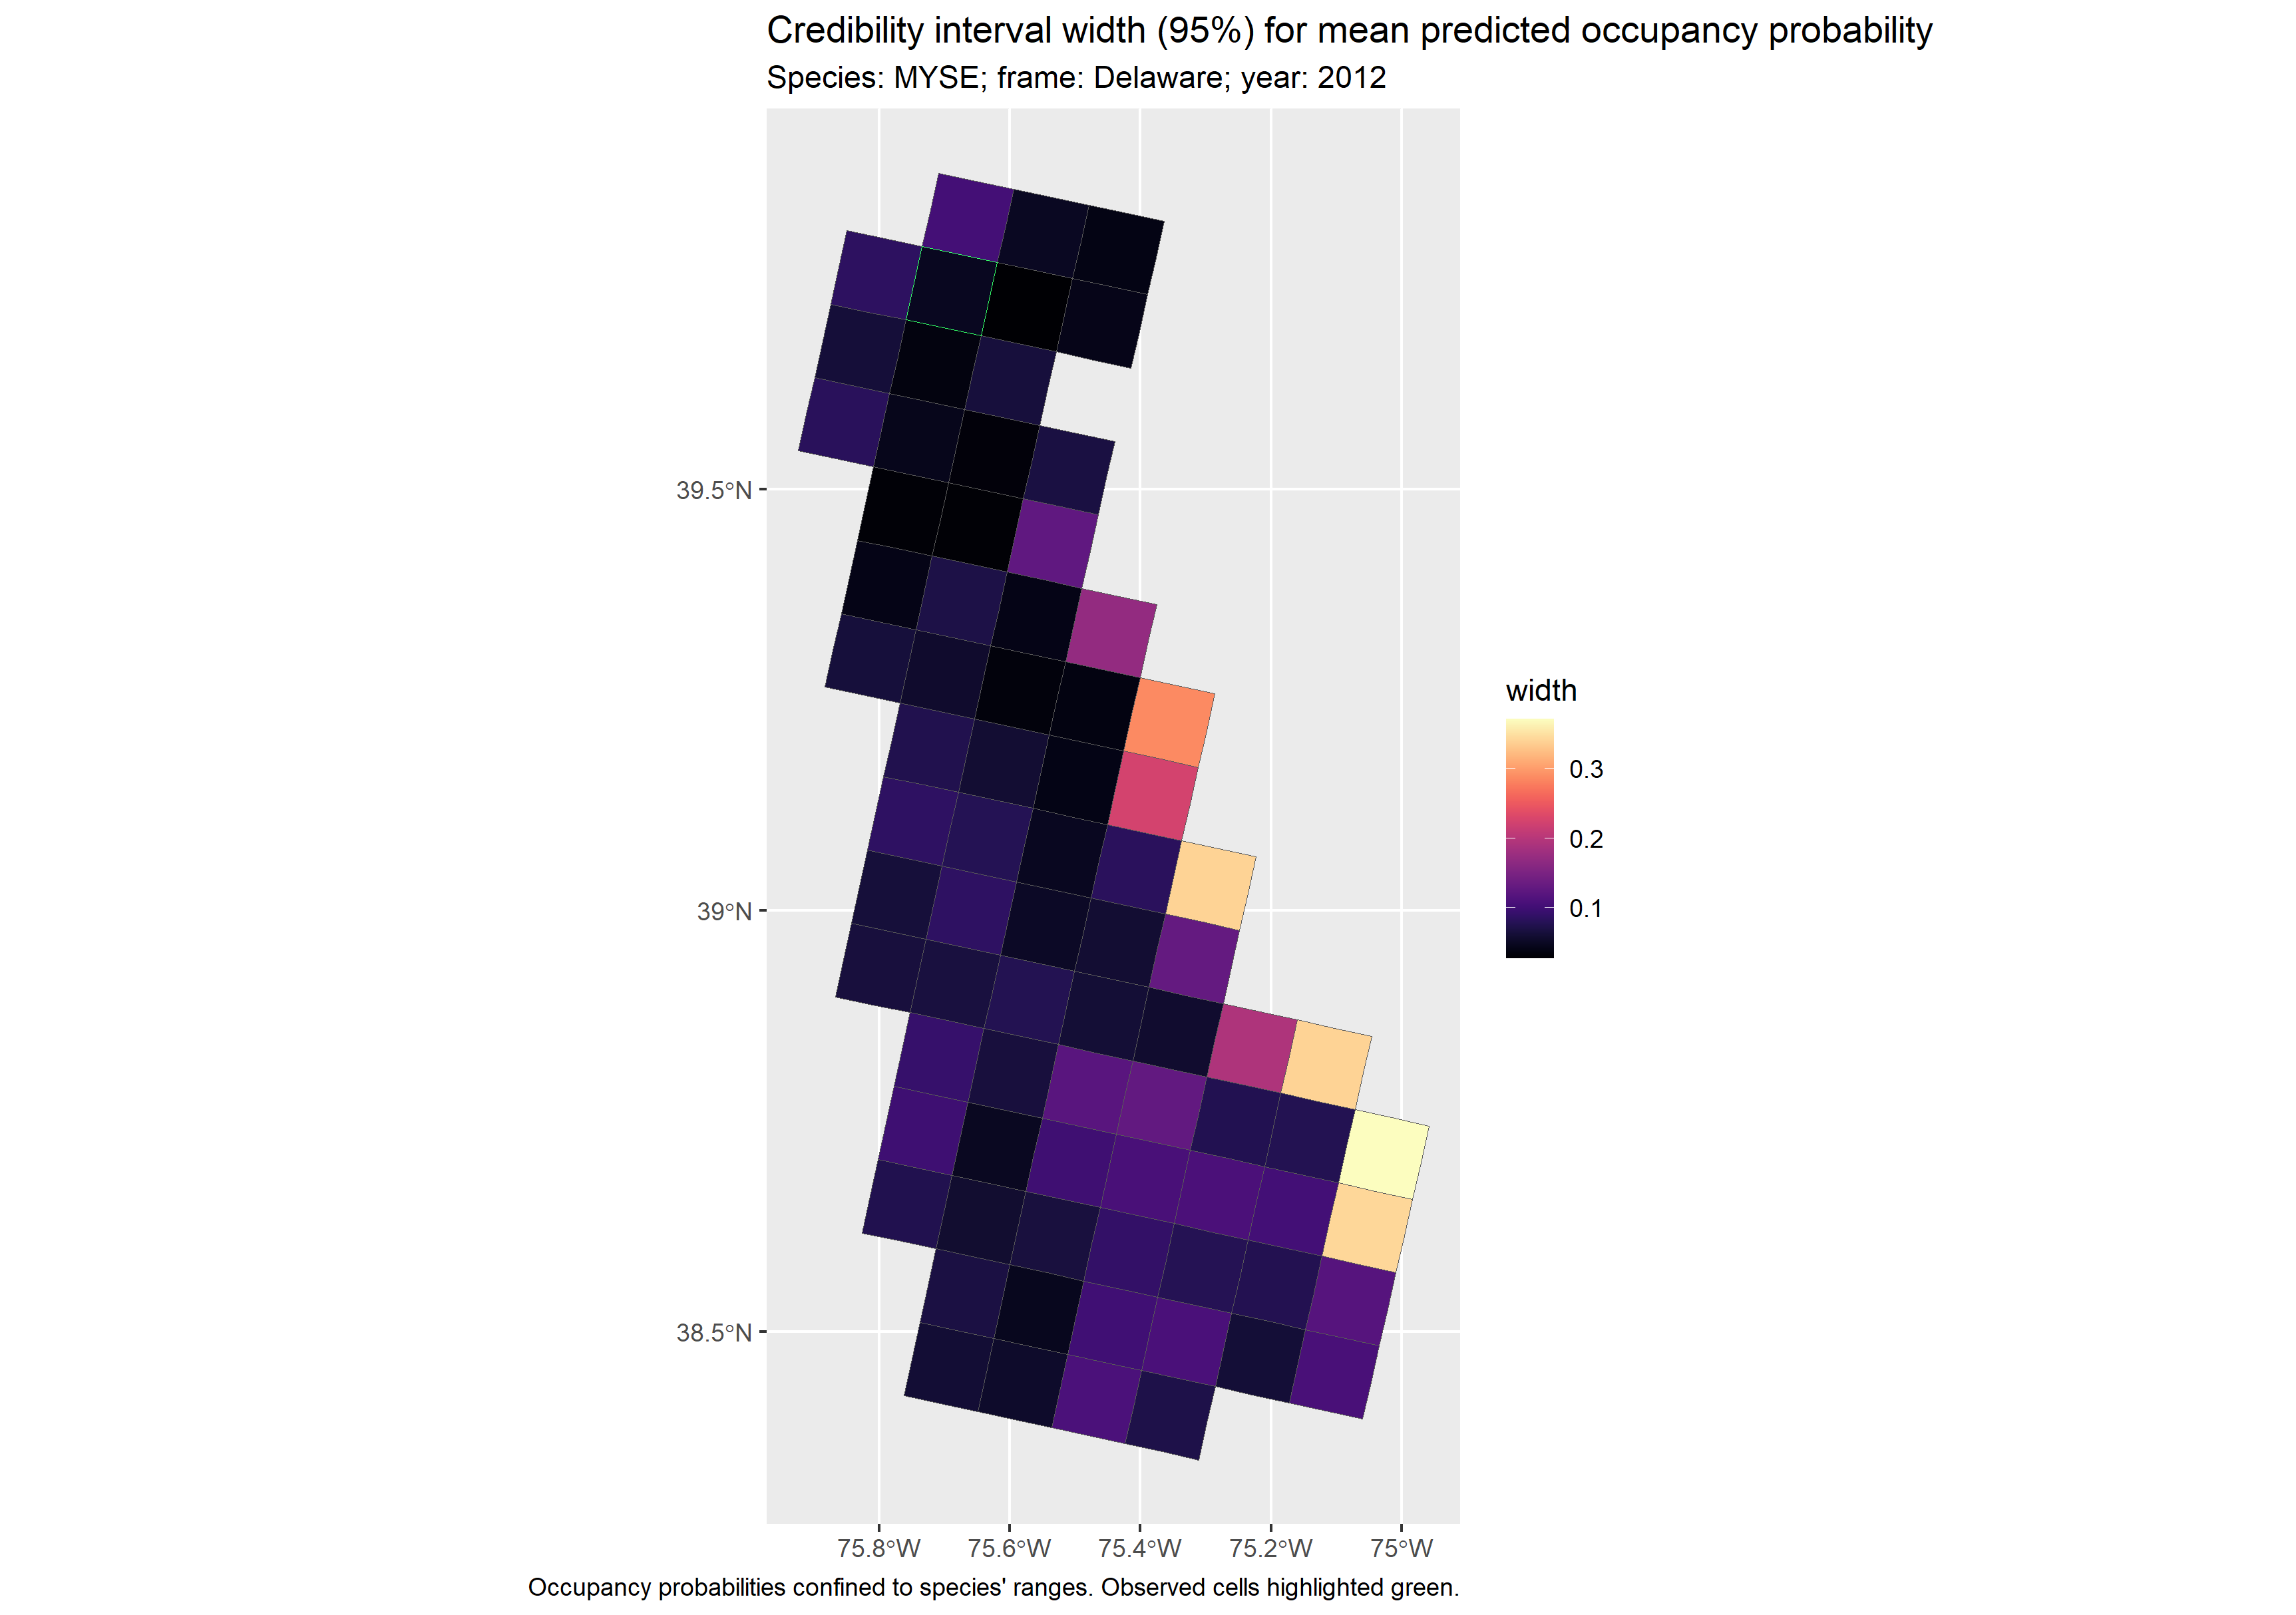 Credibility interval width (95%) for mean predicted occupancy probability
Species: MYSE; frame: Delaware; year: 2012
39.5°N
39°N
38.5°N
75.8°W
75.6°W
75.4°W
75.2°W
75°W
width
0.3
0.2
0.1
Occupancy probabilities confined to species' ranges. Observed cells highlighted green.